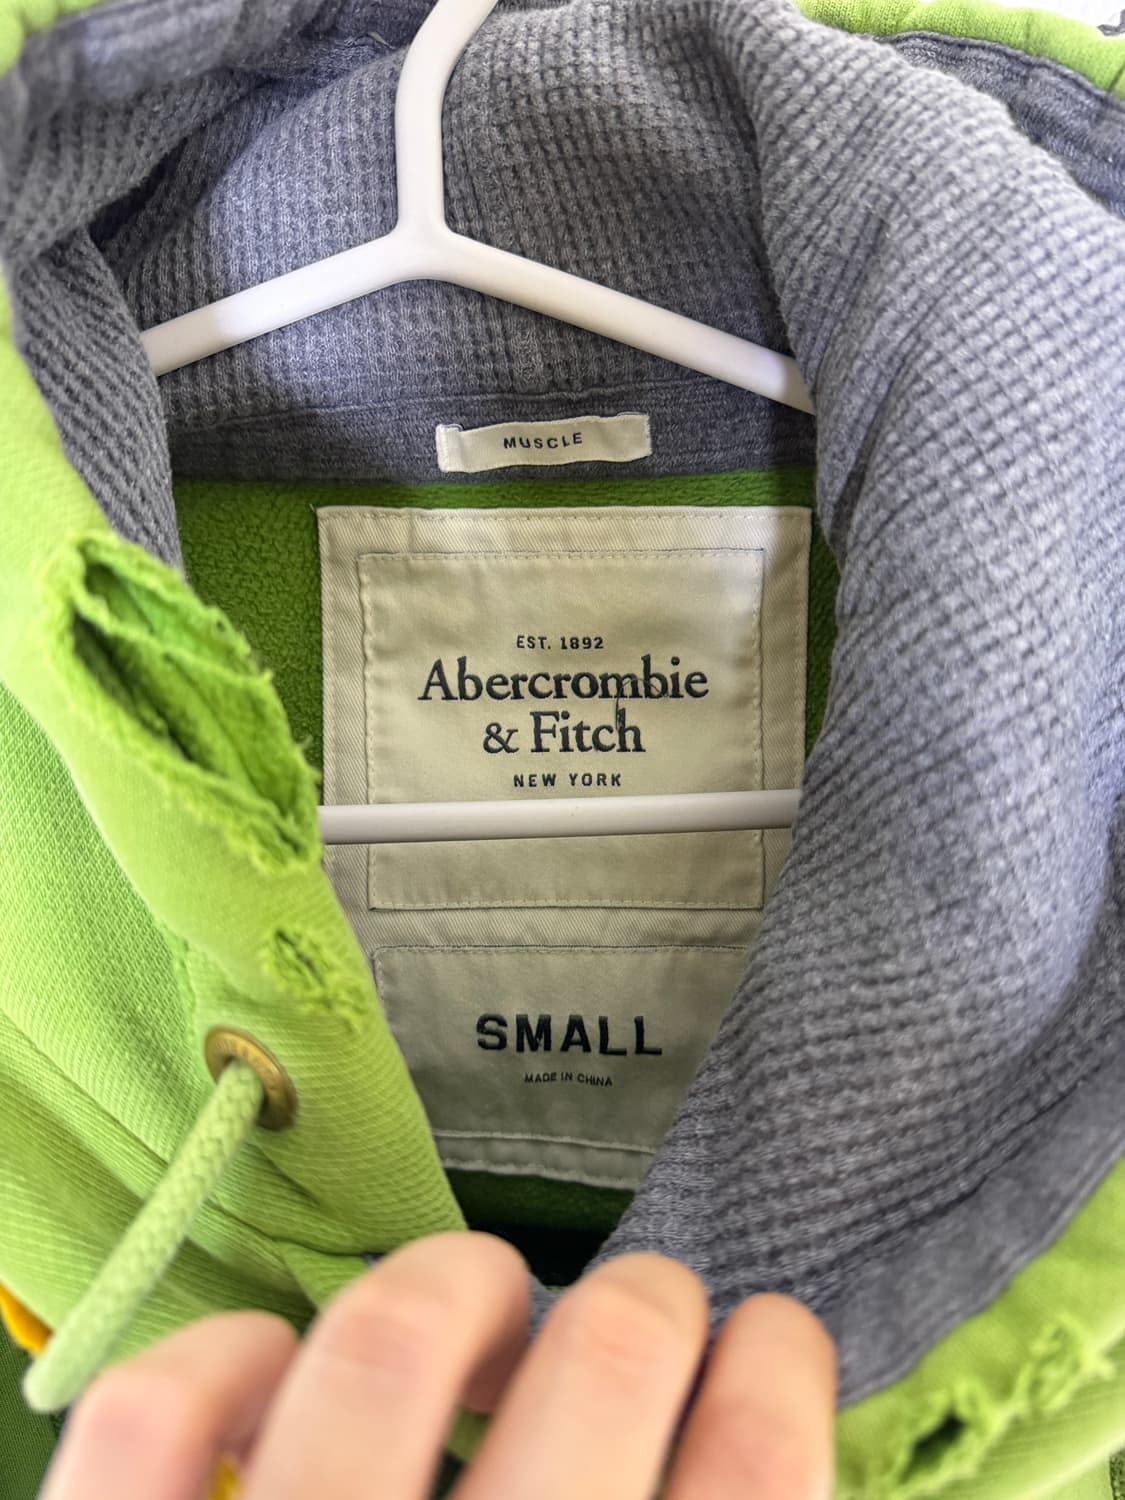 MUSCLE
EST. 1892
Abercrombie
& Fitch
NEW YORK
SMALL
MADE IN CHINA